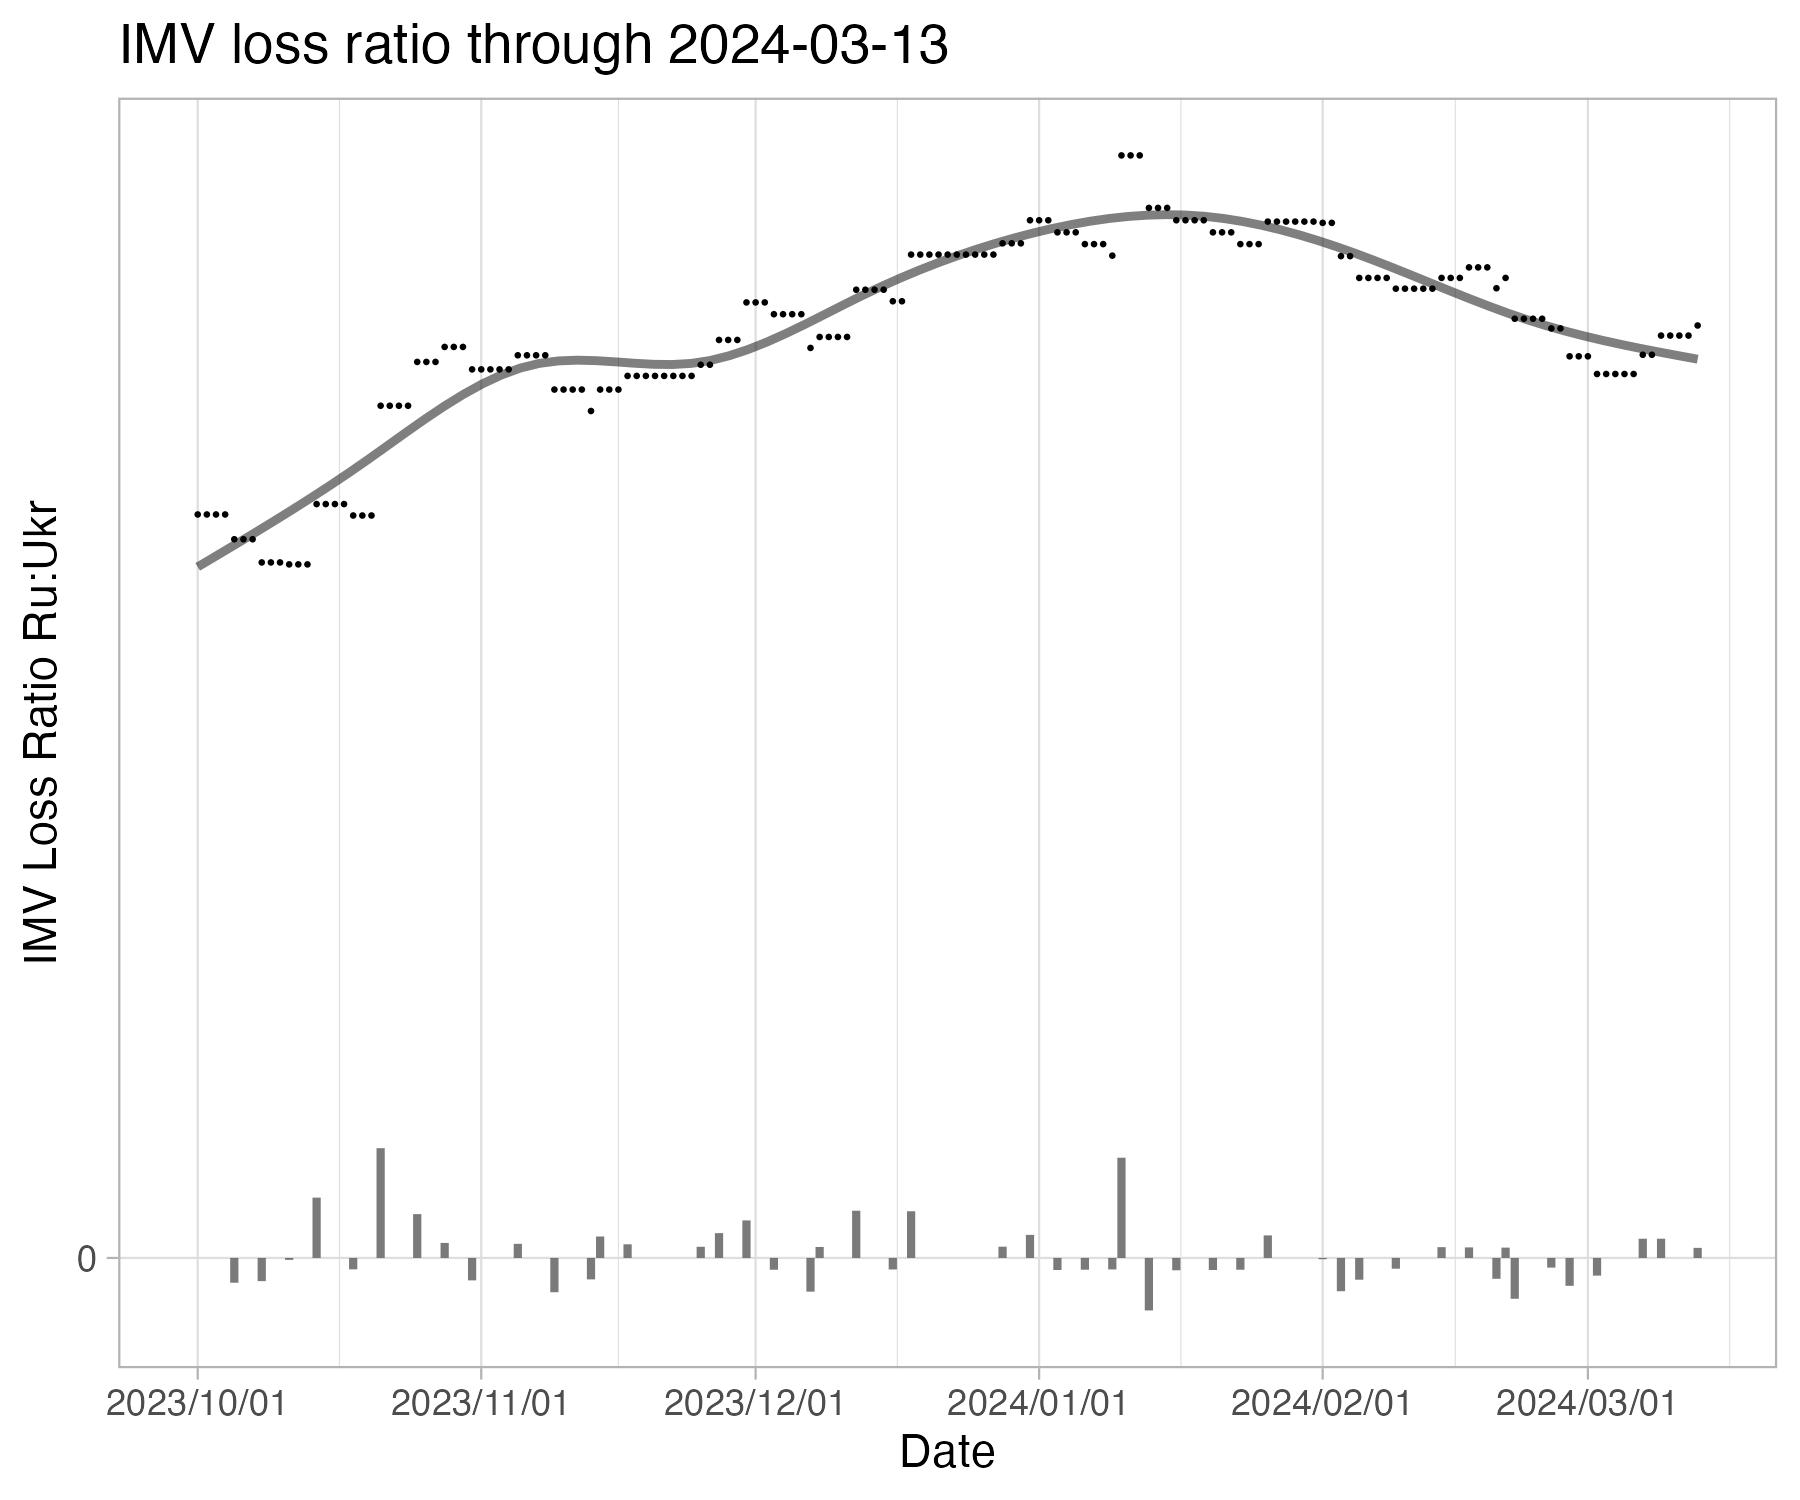 IMV loss ratio through 2024-03-13
IMV Loss Ratio Ru:Ukr
0
2023/10/01 2023/11/01 2023/12/01 2024/01/01 2024/02/01 2024/03/01
Date